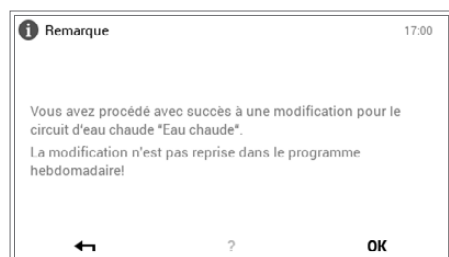 Remarque
17:00
Vous avez procédé avec succès à une modification pour le
circuit d'eau chaude "Eau chaude".
La modification n'est pas reprise dans le programme
hebdomadaire!
?
OK